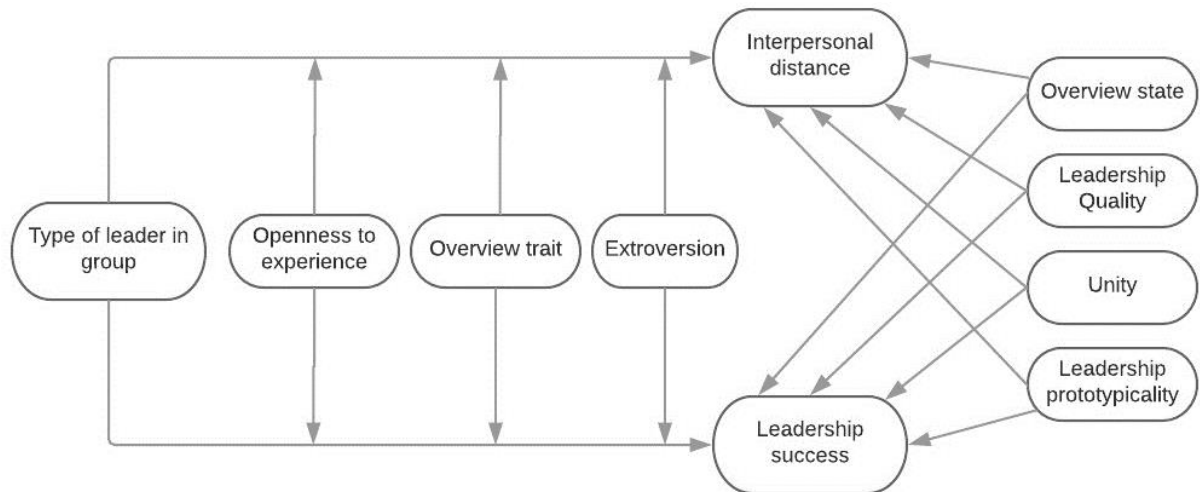 Interpersonal
distance
Overview state
Leadership
Quality
Type of leader in
group
Openness to
experience
Overview trait
Extroversion
Unity
Leadership
prototypicality
Leadership
success